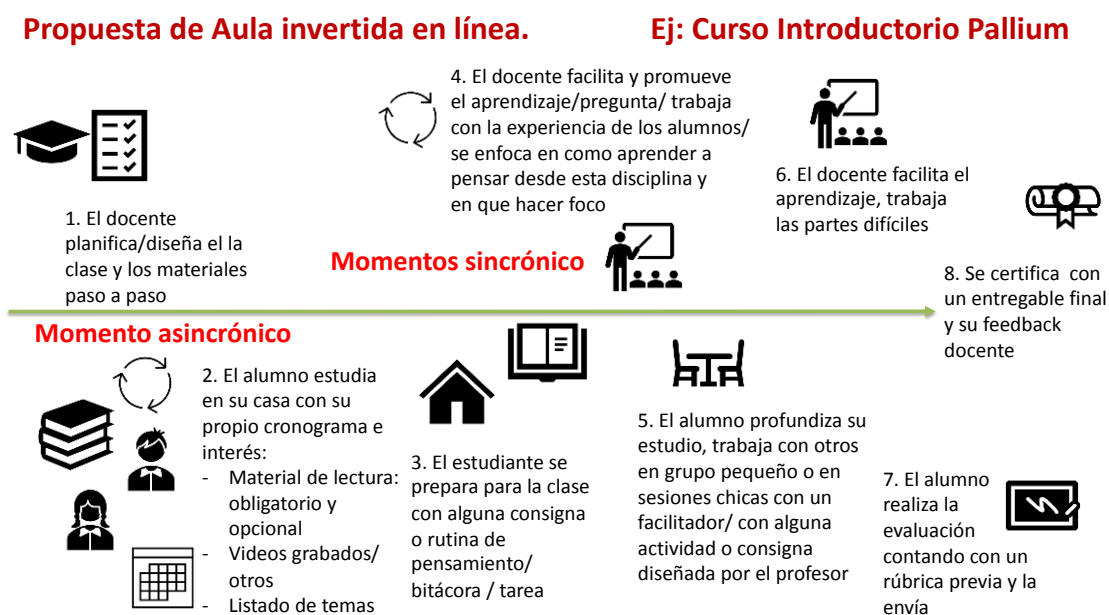 Propuesta de Aula invertida en línea.
Ej: Curso Introductorio Pallium
1. El docente
planifica/diseña el la
clase y los materiales
paso a paso
4. El docente facilita y promueve
el aprendizaje/pregunta/ trabaja
con la experiencia de los alumnos/
se enfoca en como aprender a
pensar desde esta disciplina y
en que hacer foco
Momentos sincrónico
6. El docente facilita el
aprendizaje, trabaja
las partes difíciles
8. Se certifica con
un entregable final
y su feedback
docente
Momento asincrónico
2. El alumno estudia
en su casa con su
propio cronograma e
interés:
- Material de lectura:
obligatorio y
opcional
- Videos grabados/
otros
- Listado de temas
3. El estudiante se
prepara para la clase
con alguna consigna
o rutina de
pensamiento/
bitácora / tarea
5. El alumno profundiza su
estudio, trabaja con otros
en grupo pequeño o en
sesiones chicas con un
facilitador/ con alguna
actividad o consigna
diseñada por el profesor
7. El alumno
realiza la
evaluación
contando con un
rúbrica previa y la
envía